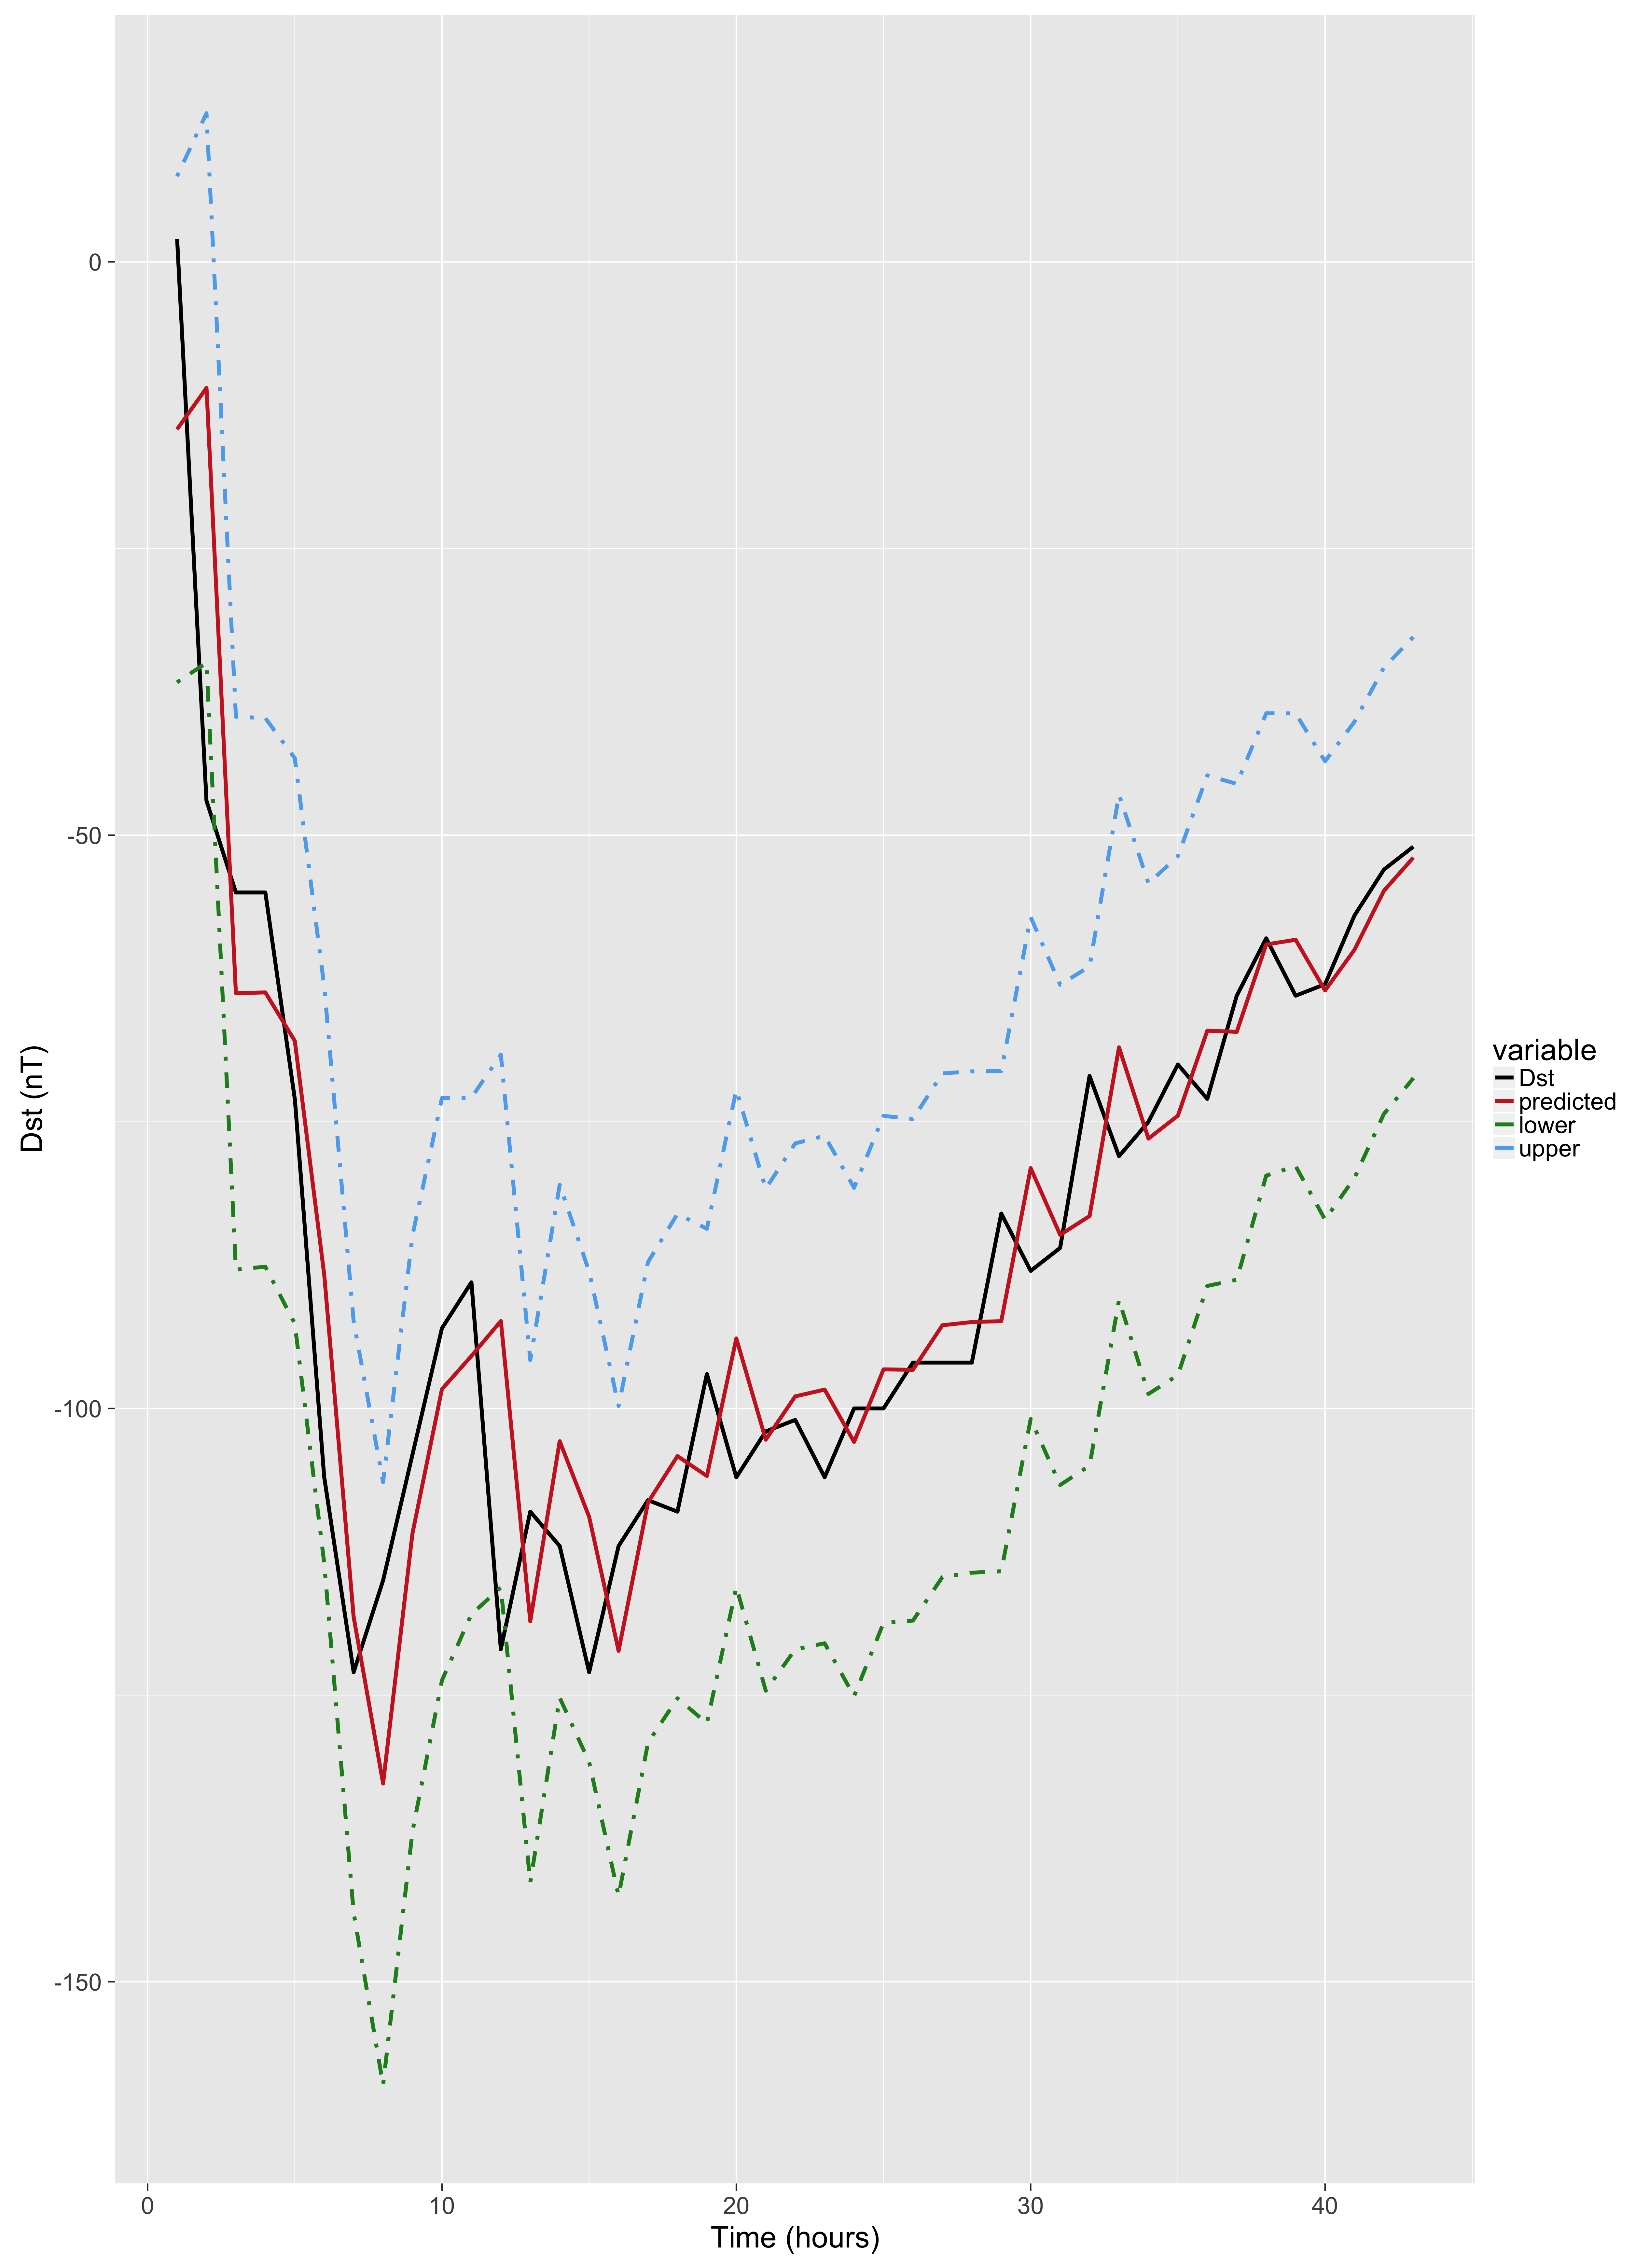 0
-50
-100
-150
Dst (nT)
0
10
20
30
40
Time (hours)
variable
Dst
predicted
lower
upper